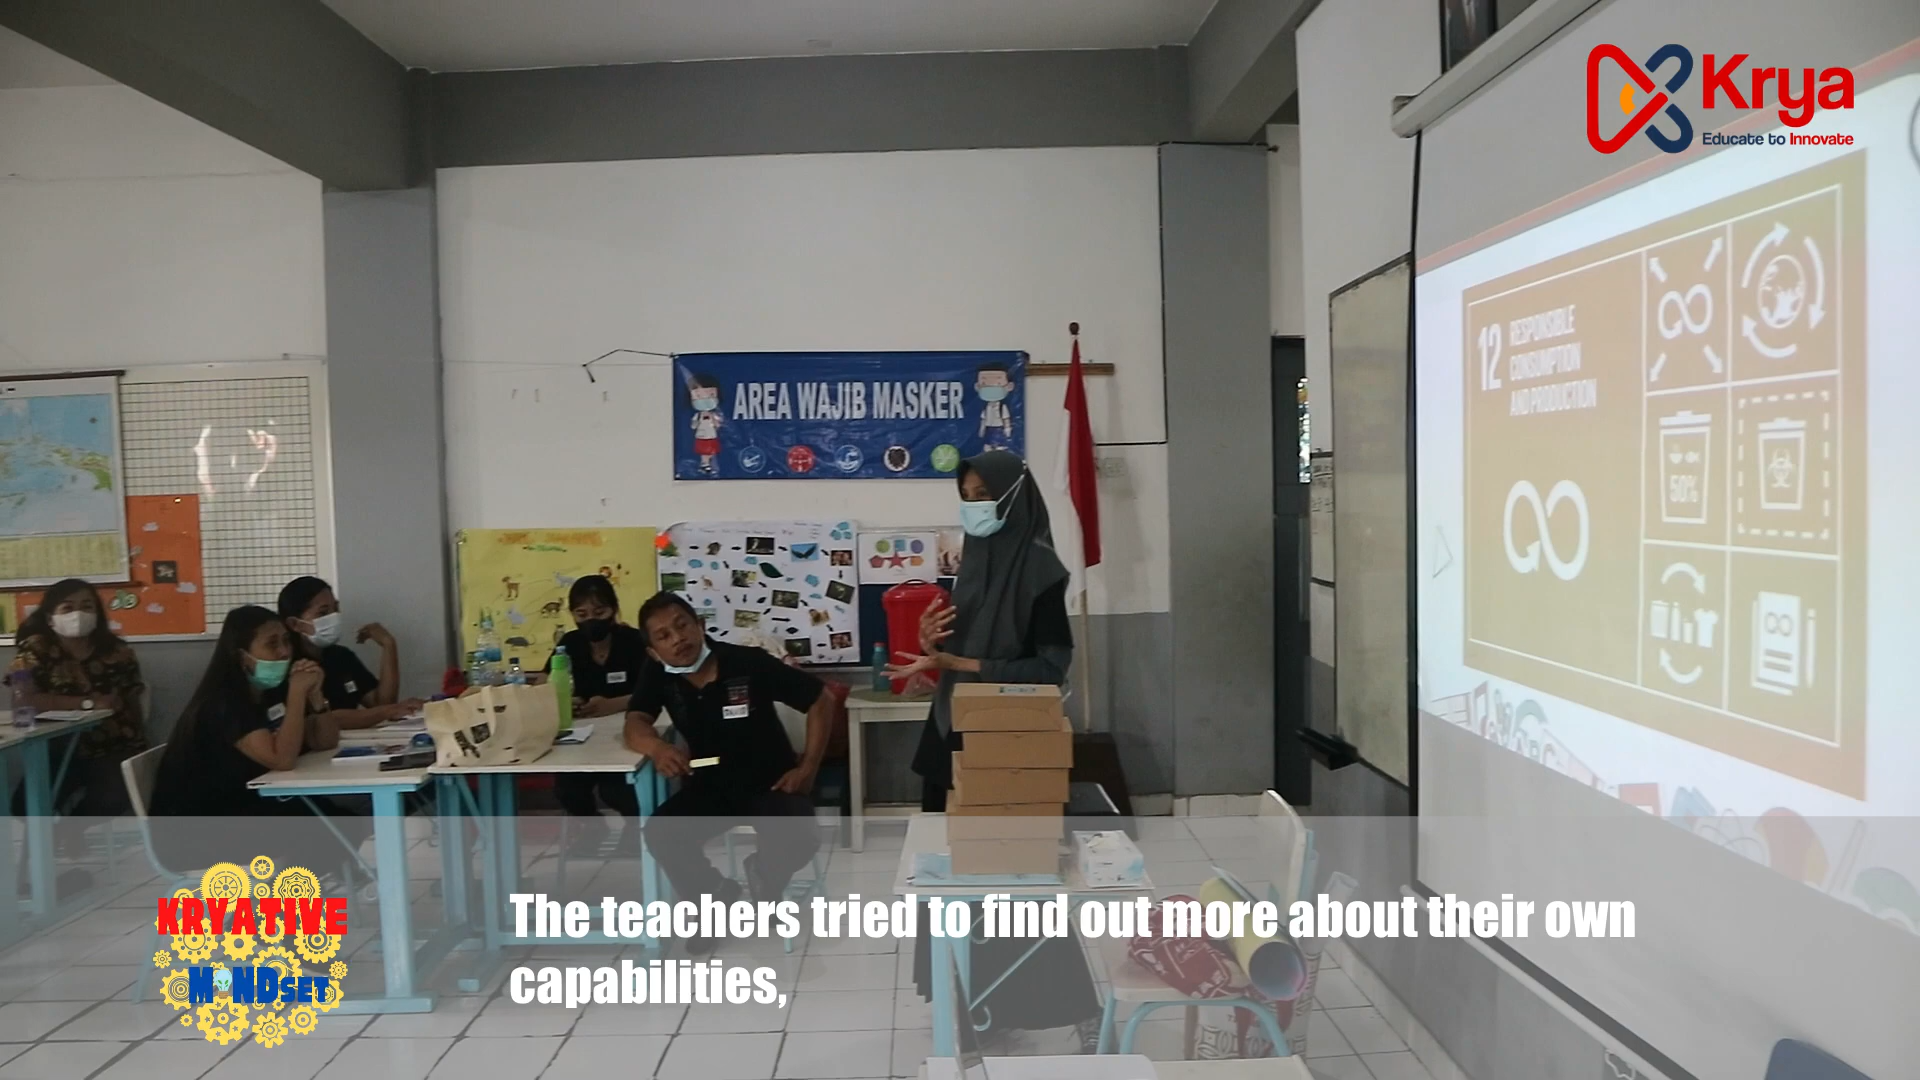 Krya
Educate to Innovate
AREA WAJIB MASKER
12 RESPONSIBLE
CONSUMPTION
AND PRODUCTION
50%
KRYATIVE
MINDSET
The teachers tried to find out more about their own
capabilities,